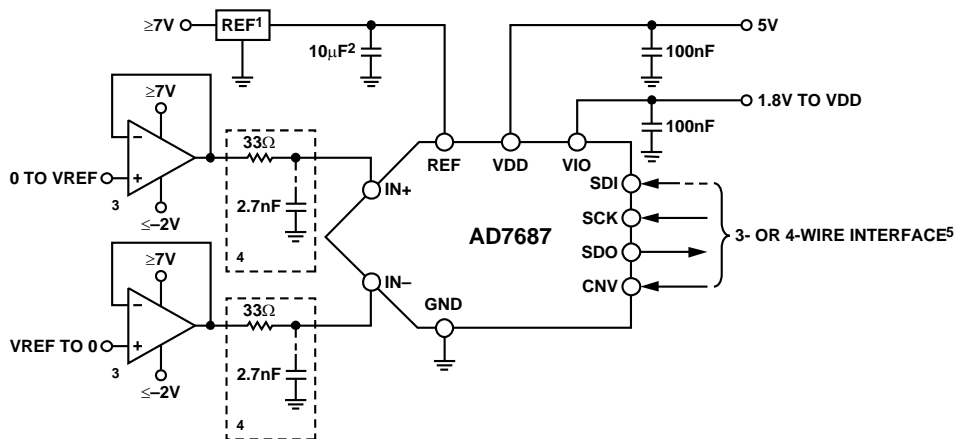 ≥7V
REF1
10μF2
100nF
5V
1.8V TO VDD
100nF
≥7V
−
+
0 TO VREF
3
≤−2V
33Ω
2.7nF
4
REF
VDD
VIO
IN+
IN−
GND
AD7687
SDI
SCK
SDO
CNV
3- OR 4-WIRE INTERFACE5
≥7V
−
+
VREF TO 0
3
≤−2V
33Ω
2.7nF
4